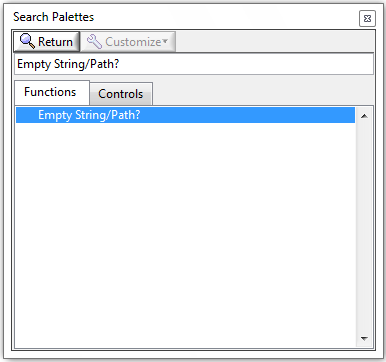 Search Palettes
Return Customize
Empty String/Path?
Functions Controls
Empty String/Path?